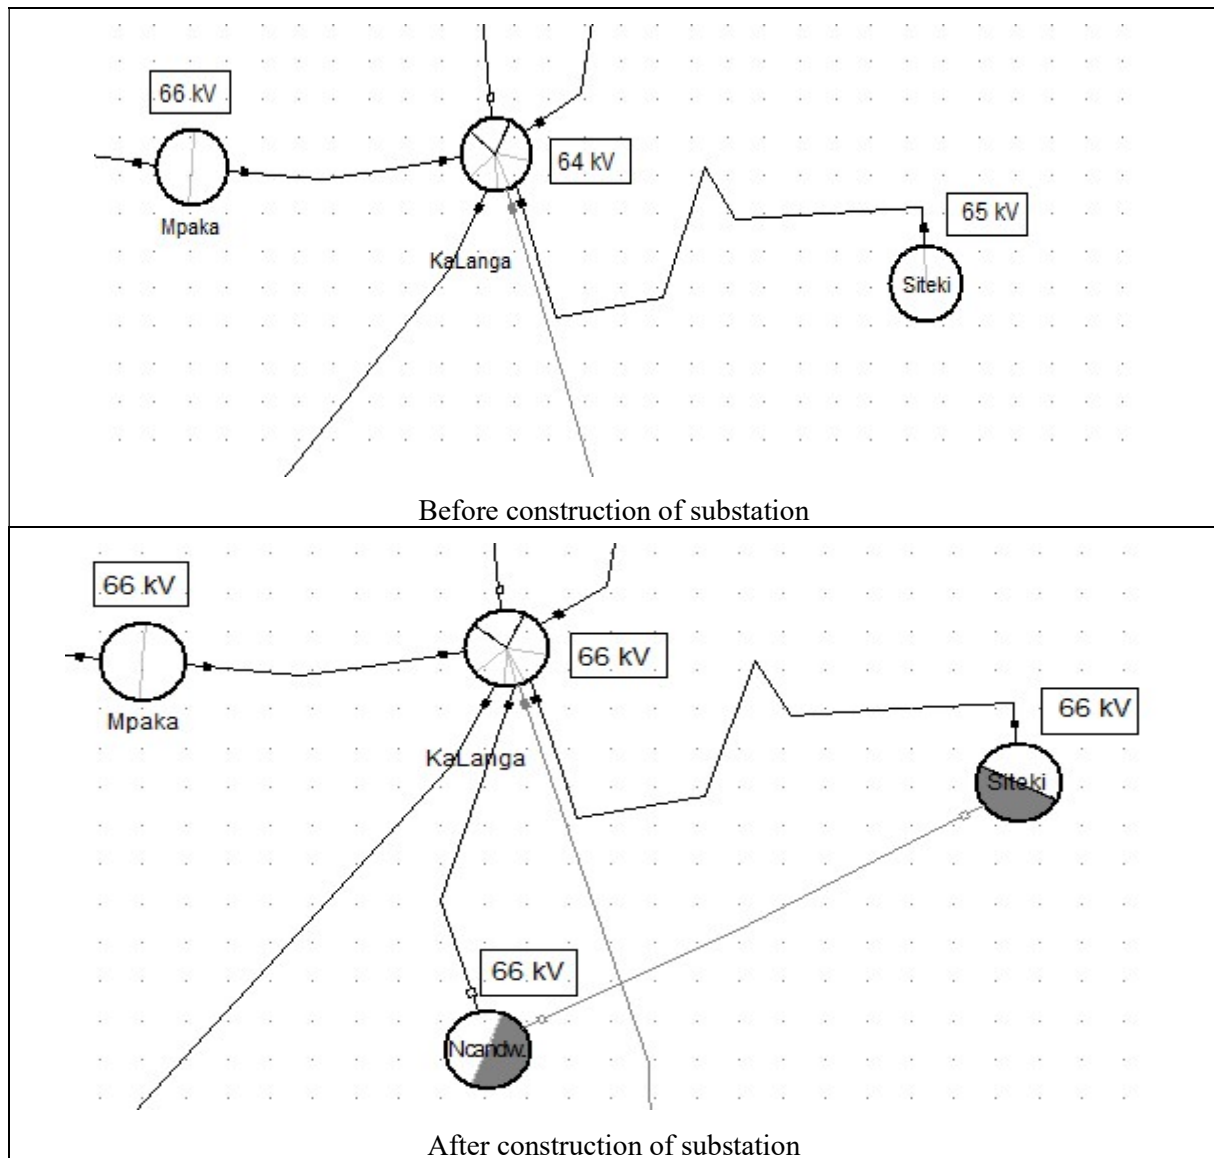 66 kV
64 kV
Mpaka
65 kV
KaLanga
Siteki
Before construction of substation
66 kV
66 kV
66 kV
Mpaka
KaLanga
Siteki
66 kV
Ncandw.
After construction of substation